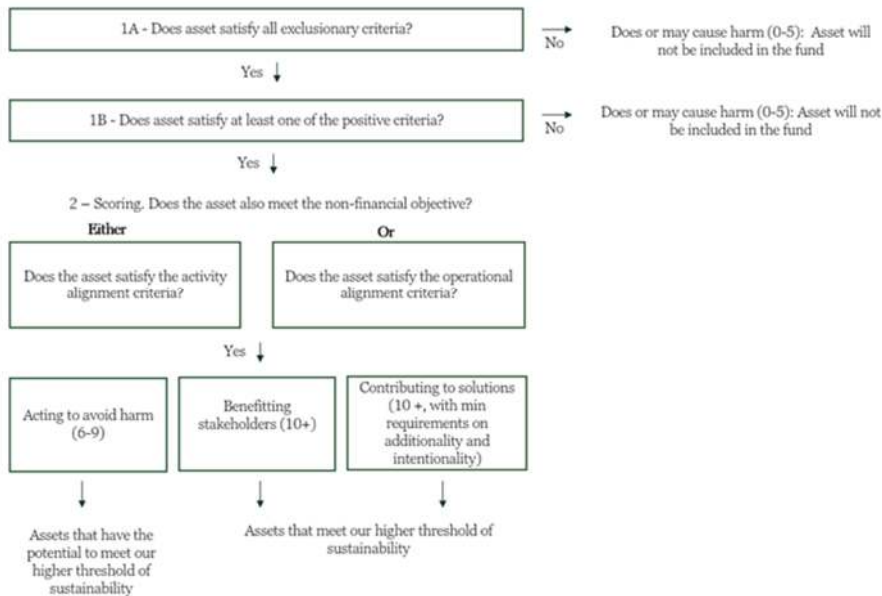 1A - Does asset satisfy all exclusionary criteria?
No
Does or may cause harm (0-5): Asset will
not be included in the fund
Yes
1B - Does asset satisfy at least one of the positive criteria?
No
Does or may cause harm (0-5): Asset will not
be included in the fund
Yes
2 – Scoring. Does the asset also meet the non-financial objective?
Either
Or
Does the asset satisfy the activity
alignment criteria?
Does the asset satisfy the operational
alignment criteria?
Yes
Acting to avoid harm
(6-9)
Benefitting
stakeholders (10+)
Contributing to solutions
(10 +, with min
requirements on
additionality and
intentionality)
Assets that have the
potential to meet our
higher threshold of
sustainability
Assets that meet our higher threshold of
sustainability